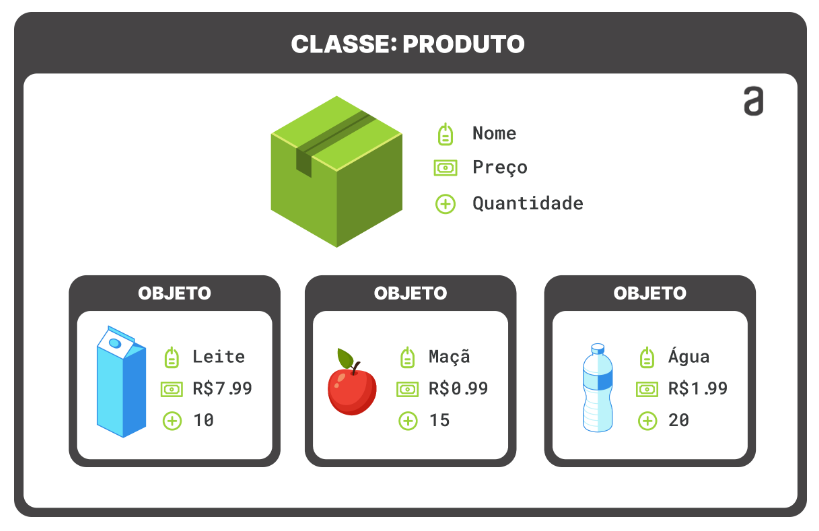 CLASSE: PRODUTO
a
Nome
Preço
Quantidade
OBJETO
Leite
R$7.99
10
OBJETO
Maçã
R$0.99
15
OBJETO
Água
R$1.99
20